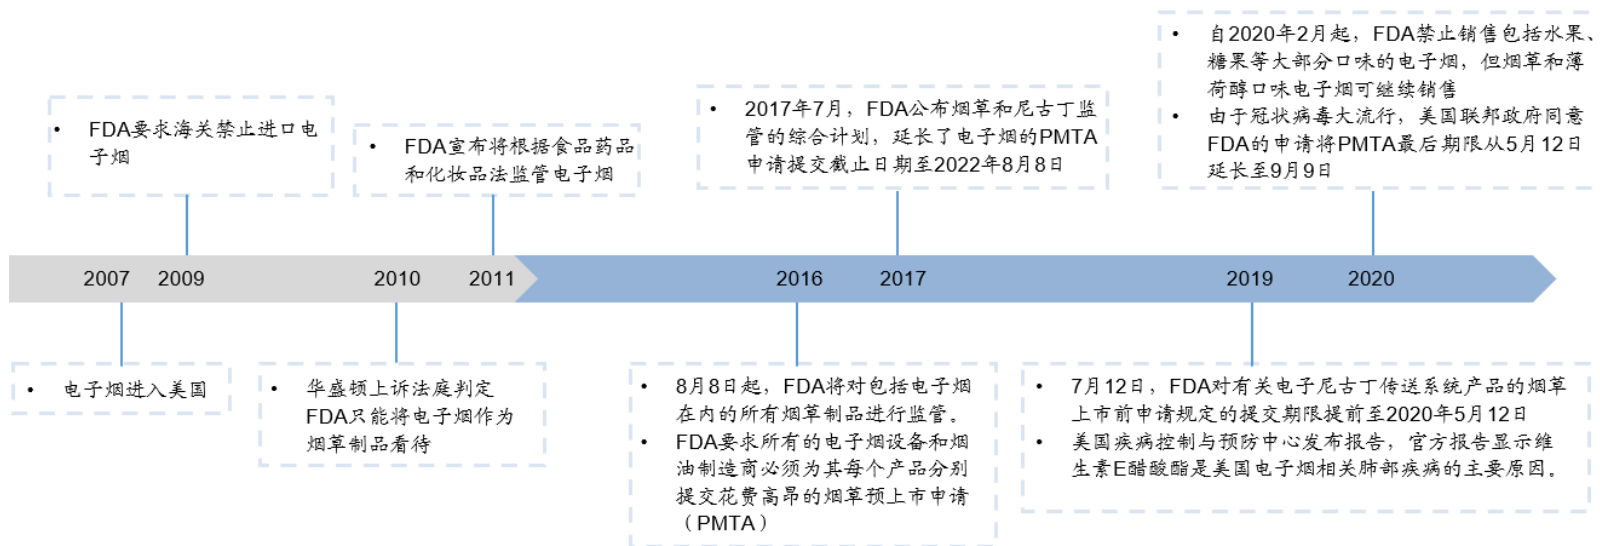 自2020年2月起，FDA禁止销售包括水果、
糖果等大部分口味的电子烟，但烟草和薄
荷醇口味电子烟可继续销售
由于冠状病毒大流行，美国联邦政府同意
FDA的申请将PMTA最后期限从5月12日
延长至9月9日
2017年7月，FDA公布烟草和尼古丁监
管的综合计划，延长了电子烟的PMTA
申请提交截止日期至2022年8月8日
FDA要求海关禁止进口电
子烟
FDA宣布将根据食品药品
和化妆品法监管电子烟
2007 2009 2010 2011 2016 2017 2019 2020
电子烟进入美国
华盛顿上诉法庭判定
FDA只能将电子烟作为
烟草制品看待
8月8日起，FDA将对包括电子烟
在内的所有烟草制品进行监管。
FDA要求所有的电子烟设备和烟
油制造商必须为其每个产品分别
提交花费高昂的烟草预上市申请
（PMTA）
7月12日，FDA对有关电子尼古丁传送系统产品的烟草
上市前申请规定的提交期限提前至2020年5月12日
美国疾病控制与预防中心发布报告，官方报告显示维
生素E醋酸酯是美国电子烟相关肺部疾病的主要原因。